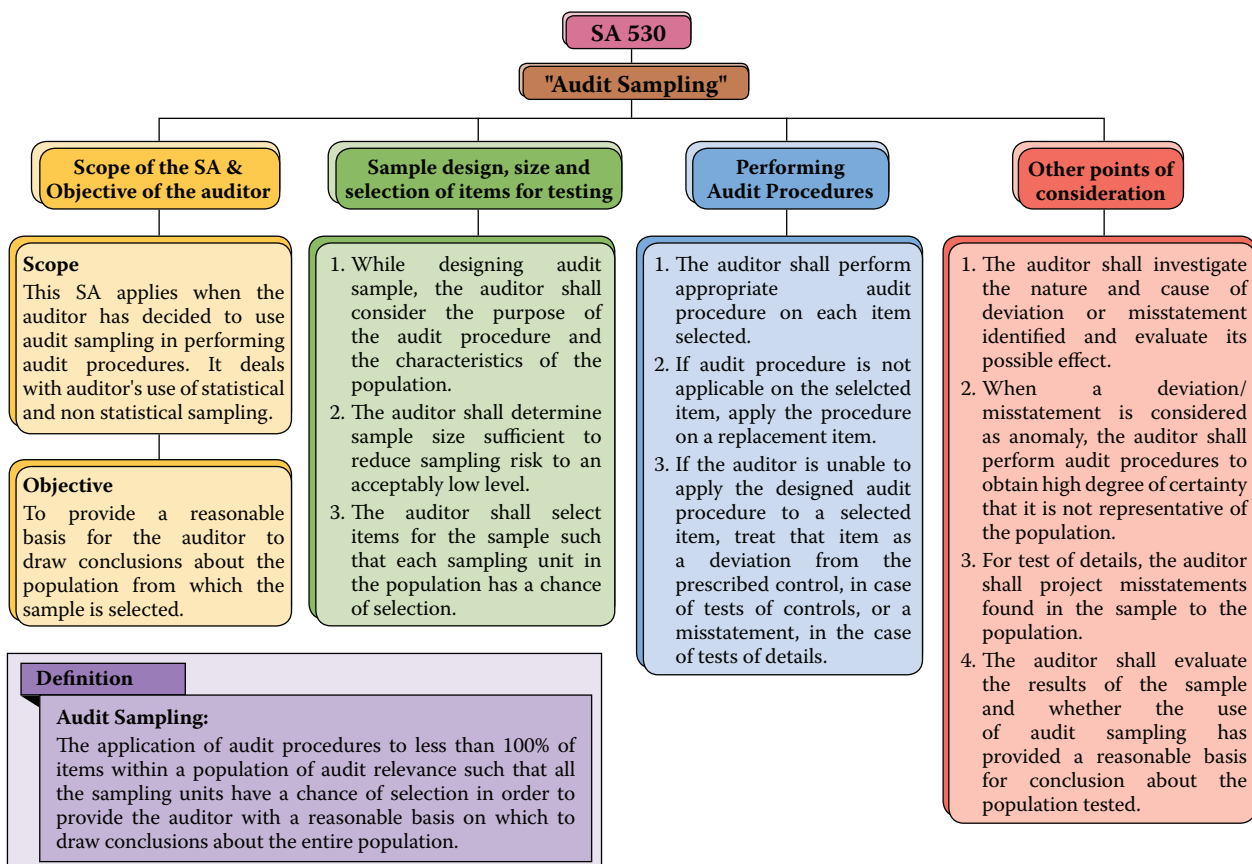 SA 530
"Audit Sampling"
Scope of the SA &
Objective of the auditor
Scope
This SA applies when the
auditor has decided to use
audit sampling in performing
audit procedures. It deals
with auditor's use of statistical
and non statistical sampling.
Objective
To provide a reasonable
basis for the auditor to
draw conclusions about the
population from which the
sample is selected.
Sample design, size and
selection of items for testing
1. While designing audit
sample, the auditor shall
consider the purpose of
the audit procedure and
the characteristics of the
population.
2. The auditor shall determine
sample size sufficient to
reduce sampling risk to an
acceptably low level.
3. The auditor shall select
items for the sample such
that each sampling unit in
the population has a chance
of selection.
Performing
Audit Procedures
1. The auditor shall perform
appropriate audit
procedure on each item
selected.
2. If audit procedure is not
applicable on the selelcted
item, apply the procedure
on a replacement item.
3. If the auditor is unable to
apply the designed audit
procedure to a selected
item, treat that item as
a deviation from the
prescribed control, in case
of tests of controls, or a
misstatement, in the case
of tests of details.
Other points of
consideration
1. The auditor shall investigate
the nature and cause of
deviation or misstatement
identified and evaluate its
possible effect.
2. When a deviation/
misstatement is considered
as anomaly, the auditor shall
perform audit procedures to
obtain high degree of certainty
that it is not representative of
the population.
3. For test of details, the auditor
shall project misstatements
found in the sample to the
population.
4. The auditor shall evaluate
the results of the sample
and whether the use
of audit sampling has
provided a reasonable basis
for conclusion about the
population tested.
Definition
Audit Sampling:
The application of audit procedures to less than 100% of
items within a population of audit relevance such that all
the sampling units have a chance of selection in order to
provide the auditor with a reasonable basis on which to
draw conclusions about the entire population.